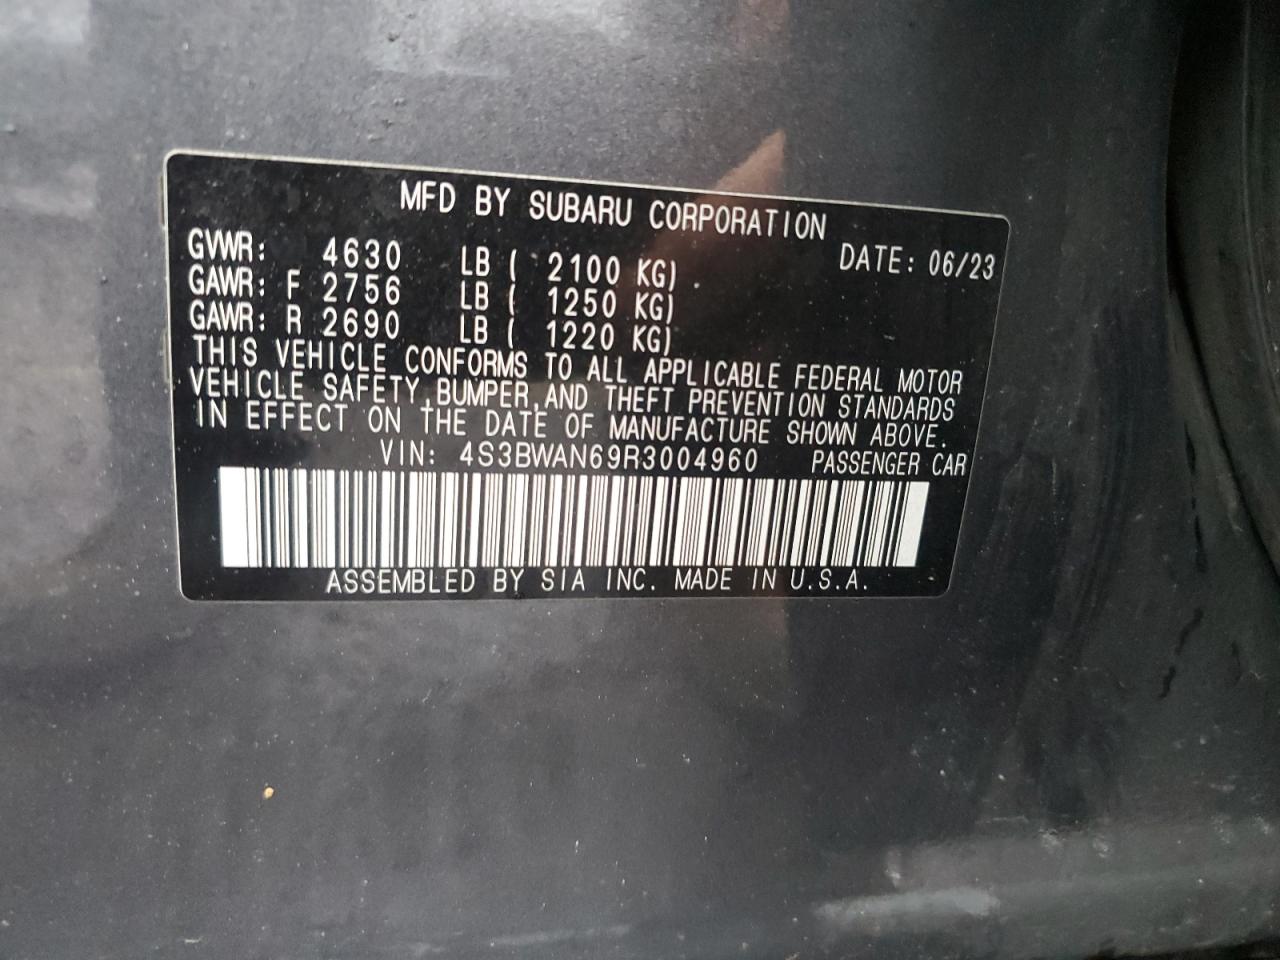 MFD BY SUBARU CORPORATION
GVWR: 4630 LB ( 2100 KG) DATE: 06/23
GAWR: F 2756 LB ( 1250 KG)
GAWR: R 2690 LB ( 1220 KG)
THIS VEHICLE CONFORMS TO ALL APPLICABLE FEDERAL MOTOR
VEHICLE SAFETY, BUMPER, AND THEFT PREVENTION STANDARDS
IN EFFECT ON THE DATE OF MANUFACTURE SHOWN ABOVE.
VIN: 4S3BWAN69R3004960 PASSENGER CAR
ASSEMBLED BY SIA INC. MADE IN U.S.A.